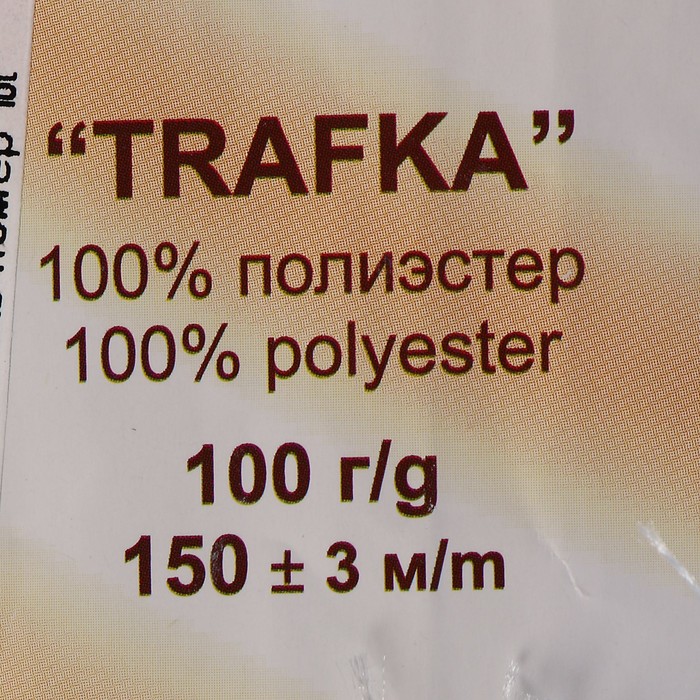 “TRAFKA”
100% полиэстер
100% polyester
100 г/g
150 ± 3 м/m